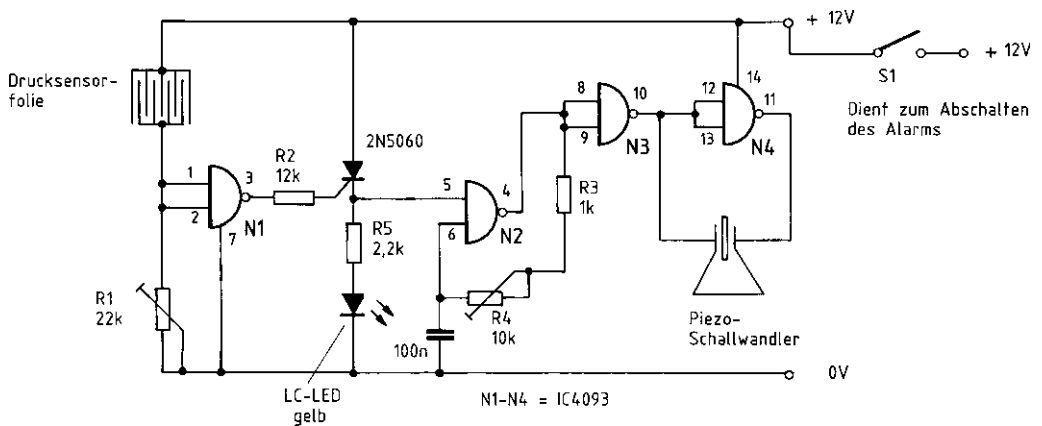 + 12V
+ 12V
S1
Dient zum Abschalten
des Alarms
Drucksensor-
folie
1
2
3
7
N1
R2
12k
2N5060
5
6
4
N2
8
9
10
N3
12
13
14
11
N4
R3
1k
R5
2,2k
R1
22k
R4
10k
100n
Piezo-
Schallwandler
LC-LED
gelb
N1-N4 = IC4093
0V